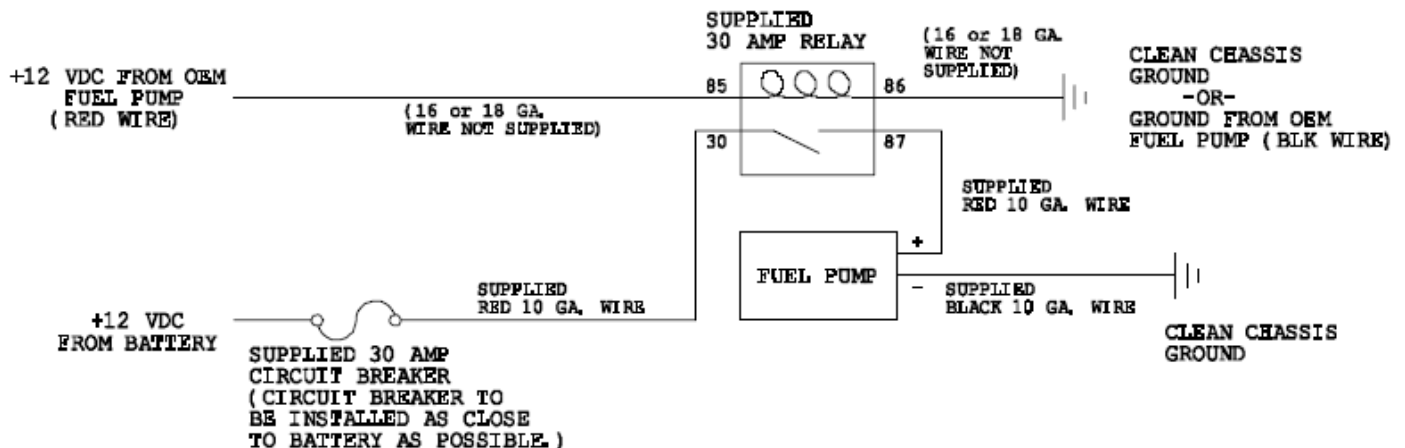 SUPPLIED
30 AMP RELAY
(16 or 18 GA.
WIRE NOT
SUPPLIED)
CLEAN CHASSIS
GROUND
-OR-
GROUND FROM OEM
FUEL PUMP (BLK WIRE)
+12 VDC FROM OEM
FUEL PUMP
(RED WIRE)
85
86
(16 or 18 GA.
WIRE NOT SUPPLIED)
30
87
SUPPLIED
RED 10 GA. WIRE
+
FUEL PUMP
-
SUPPLIED
BLACK 10 GA. WIRE
SUPPLIED
RED 10 GA. WIRE
+12 VDC
FROM BATTERY
CLEAN CHASSIS
GROUND
SUPPLIED 30 AMP
CIRCUIT BREAKER
(CIRCUIT BREAKER TO
BE INSTALLED AS CLOSE
TO BATTERY AS POSSIBLE.)